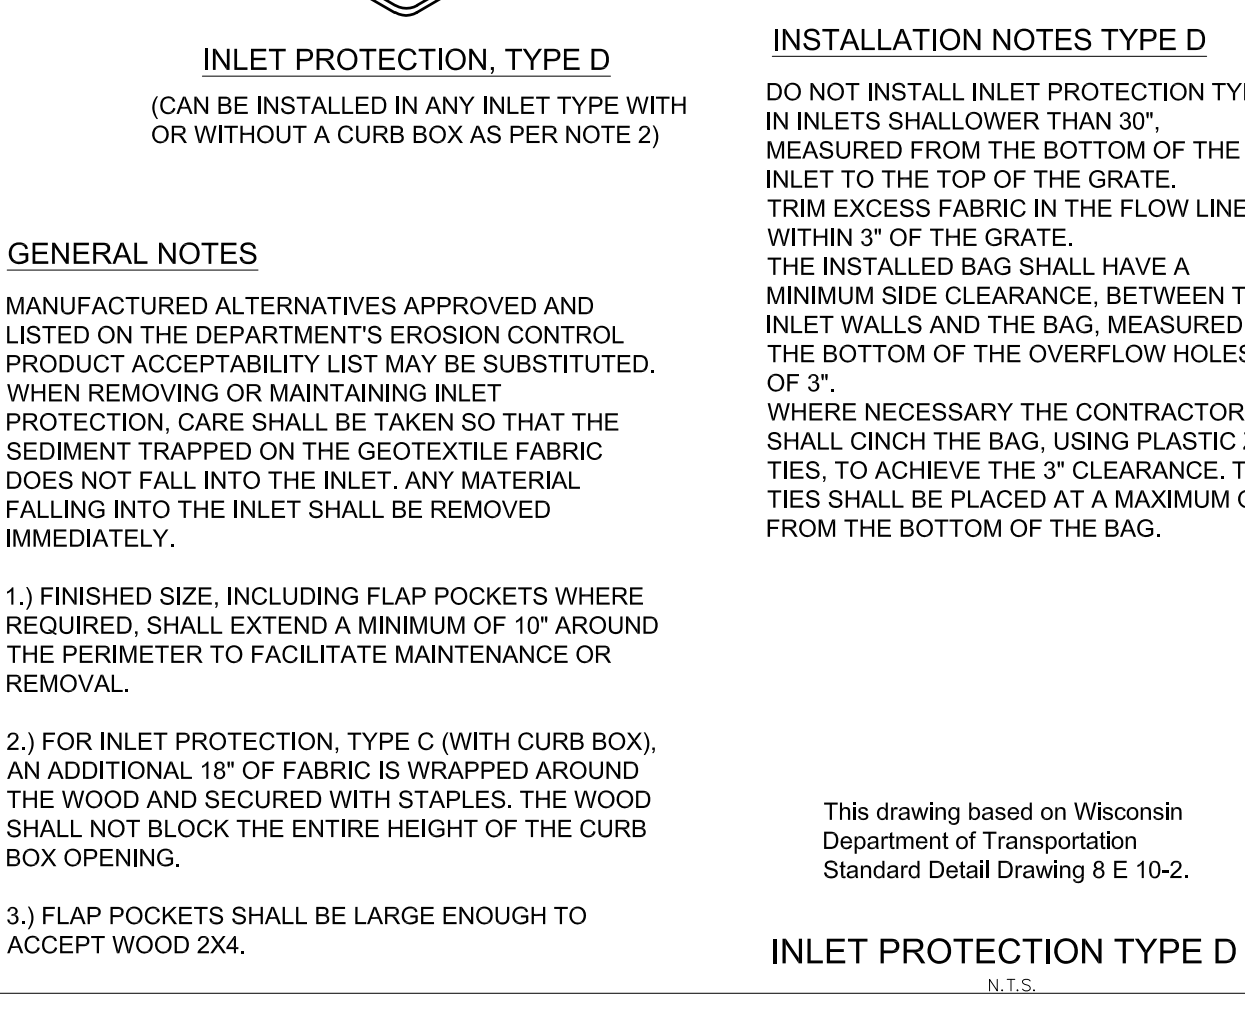 INLET PROTECTION, TYPE D
(CAN BE INSTALLED IN ANY INLET TYPE WITH
OR WITHOUT A CURB BOX AS PER NOTE 2)
GENERAL NOTES
MANUFACTURED ALTERNATIVES APPROVED AND
LISTED ON THE DEPARTMENT'S EROSION CONTROL
PRODUCT ACCEPTABILITY LIST MAY BE SUBSTITUTED.
WHEN REMOVING OR MAINTAINING INLET
PROTECTION, CARE SHALL BE TAKEN SO THAT THE
SEDIMENT TRAPPED ON THE GEOTEXTILE FABRIC
DOES NOT FALL INTO THE INLET. ANY MATERIAL
FALLING INTO THE INLET SHALL BE REMOVED
IMMEDIATELY.
1.) FINISHED SIZE, INCLUDING FLAP POCKETS WHERE
REQUIRED, SHALL EXTEND A MINIMUM OF 10" AROUND
THE PERIMETER TO FACILITATE MAINTENANCE OR
REMOVAL.
2.) FOR INLET PROTECTION, TYPE C (WITH CURB BOX),
AN ADDITIONAL 18" OF FABRIC IS WRAPPED AROUND
THE WOOD AND SECURED WITH STAPLES. THE WOOD
SHALL NOT BLOCK THE ENTIRE HEIGHT OF THE CURB
BOX OPENING.
3.) FLAP POCKETS SHALL BE LARGE ENOUGH TO
ACCEPT WOOD 2X4.
INSTALLATION NOTES TYPE D
DO NOT INSTALL INLET PROTECTION
IN INLETS SHALLOWER THAN 30",
MEASURED FROM THE BOTTOM OF THE
INLET TO THE TOP OF THE GRATE.
TRIM EXCESS FABRIC IN THE FLOW LINE
WITHIN 3" OF THE GRATE.
THE INSTALLED BAG SHALL HAVE A
MINIMUM SIDE CLEARANCE, BETWEEN
INLET WALLS AND THE BAG, MEASURED
THE BOTTOM OF THE OVERFLOW HOLES
OF 3".
WHERE NECESSARY THE CONTRACTOR
SHALL CINCH THE BAG, USING PLASTIC
TIES, TO ACHIEVE THE 3" CLEARANCE.
TIES SHALL BE PLACED AT A MAXIMUM
FROM THE BOTTOM OF THE BAG.
This drawing based on Wisconsin
Department of Transportation
Standard Detail Drawing 8 E 10-2.
INLET PROTECTION TYPE D
N.T.S.